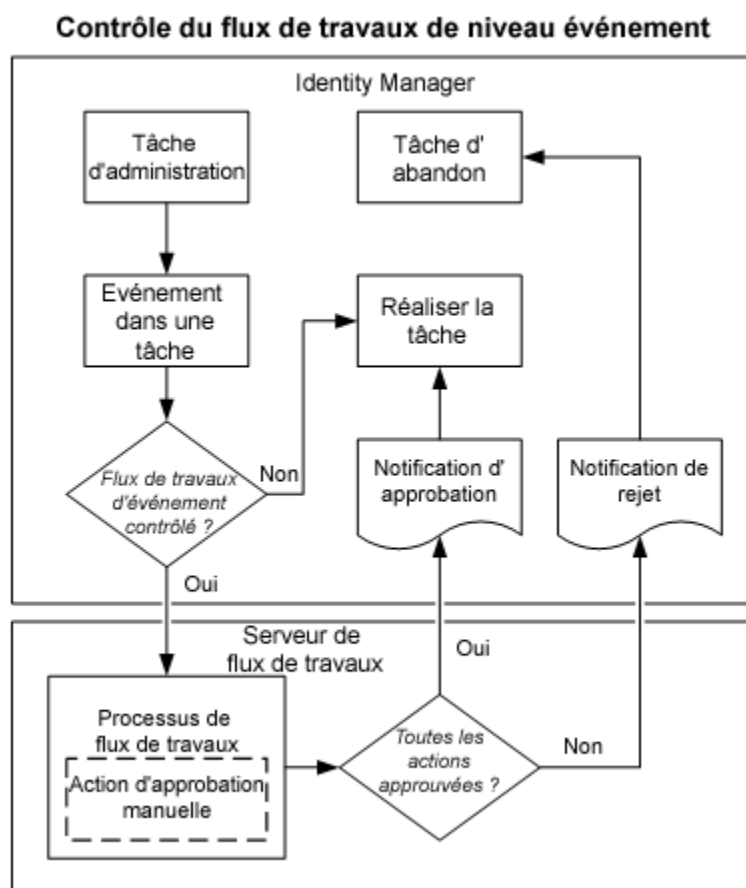 Contrôle du flux de travaux de niveau événement
Identity Manager
Tâche
d'administration
Tâche d'
abandon
Evénement
dans une
tâche
Réaliser la
tâche
Flux de travaux
d'événement
contrôlé ?
Non
Notification d'
approbation
Notification de
rejet
Oui
Serveur de
flux de travaux
Oui
Processus de
flux de travaux
Action d'approbation
manuelle
Toutes les
actions
approuvées ?
Non